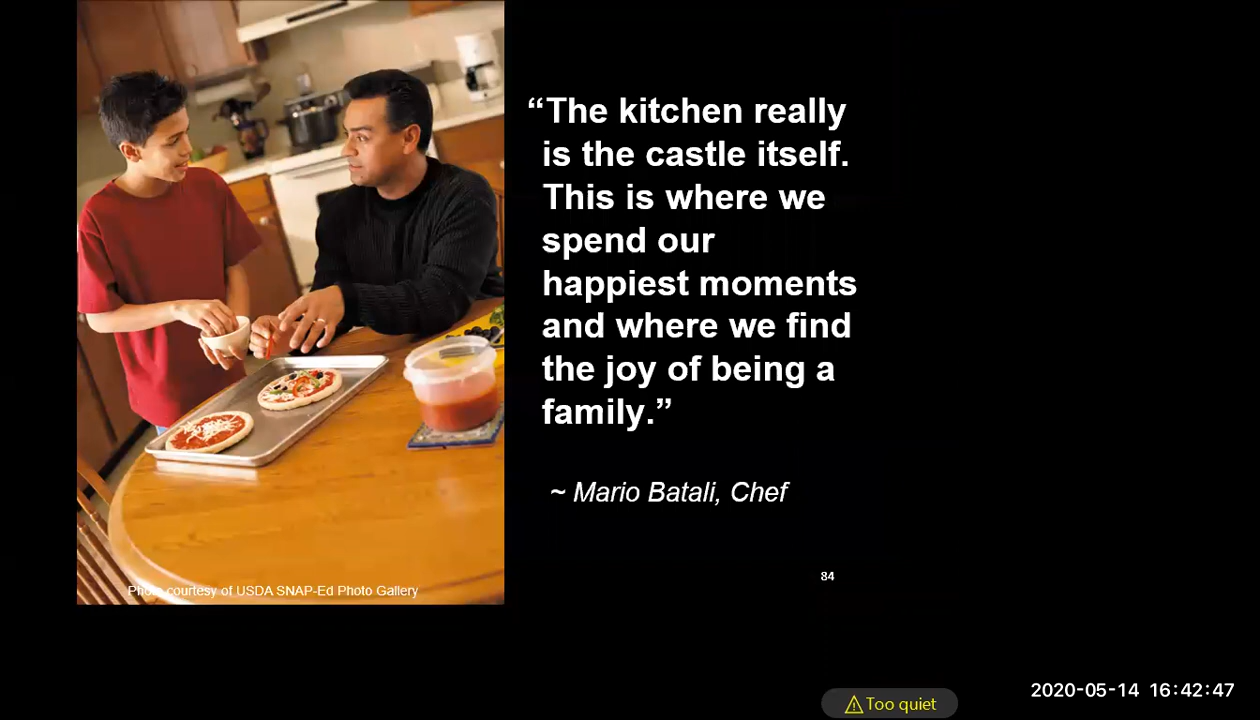 “The kitchen really
is the castle itself.
This is where we
spend our
happiest moments
and where we find
the joy of being a
family.”
~ Mario Batali, Chef
Photo courtesy of USDA SNAP-Ed Photo Gallery
84
Too quiet
2020-05-14 16:42:47